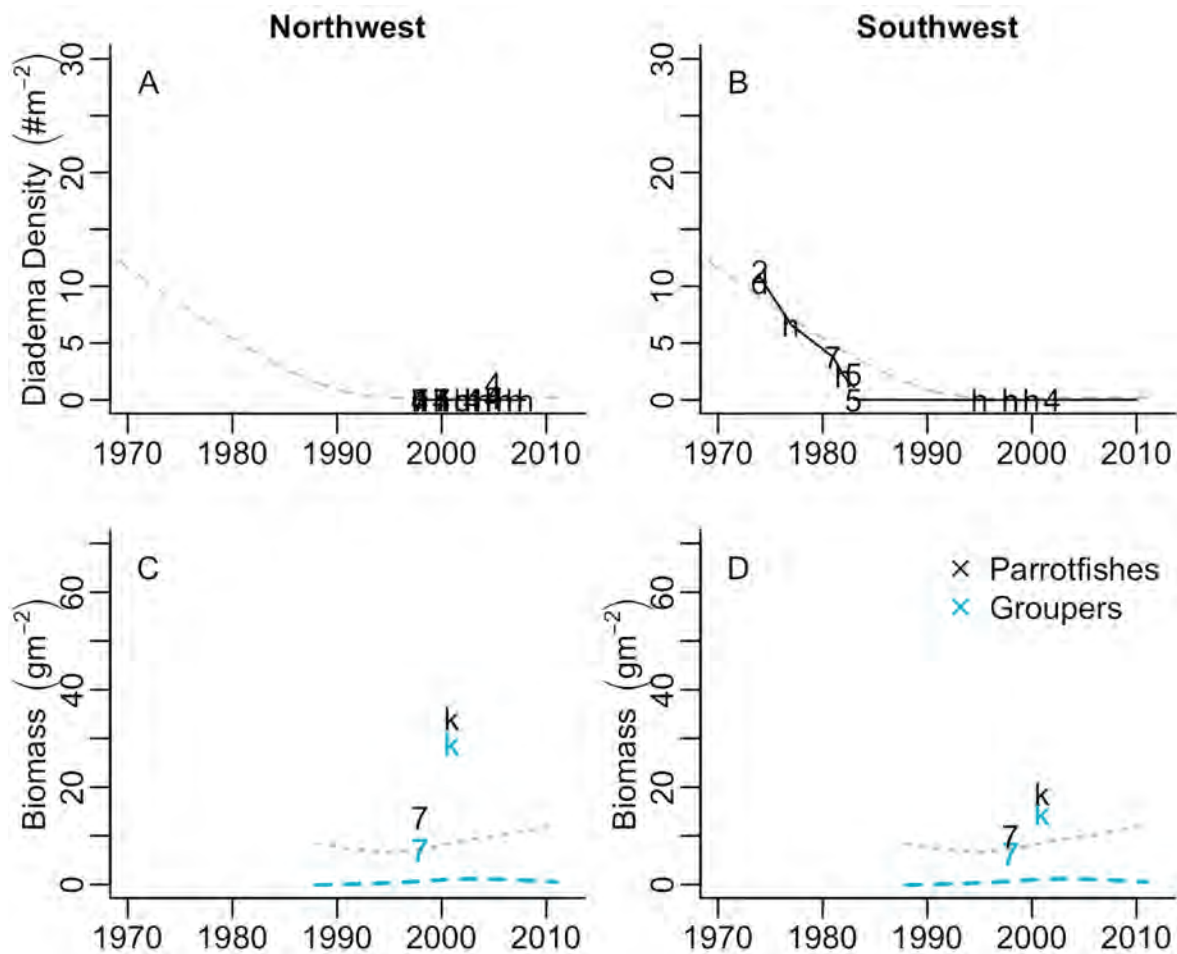 Northwest
Southwest
A
B
Diadema Density (#m−2)
30
20
10
5
0
30
20
10
5
0
4
2
h
7
h
5
5
h
h
h
4
1970 1980 1990 2000 2010
1970 1980 1990 2000 2010
C
D
× Parrotfishes
× Groupers
Biomass (gm−2)
60
40
20
0
Biomass (gm−2)
60
40
20
0
k
k
7
7
k
k
7
7
1970 1980 1990 2000 2010
1970 1980 1990 2000 2010